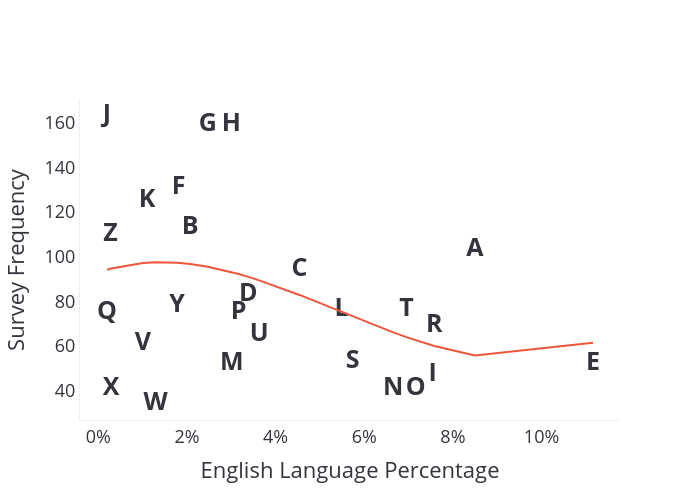 J
G H
160
F
140
K
B
120
Z
A
100
C
D
80
Y
T
Q
P
L
R
U
V
60
S
M
E
I
X
N O
40
W
0% 2% 4% 6% 8% 10%
English Language Percentage
Survey Frequency